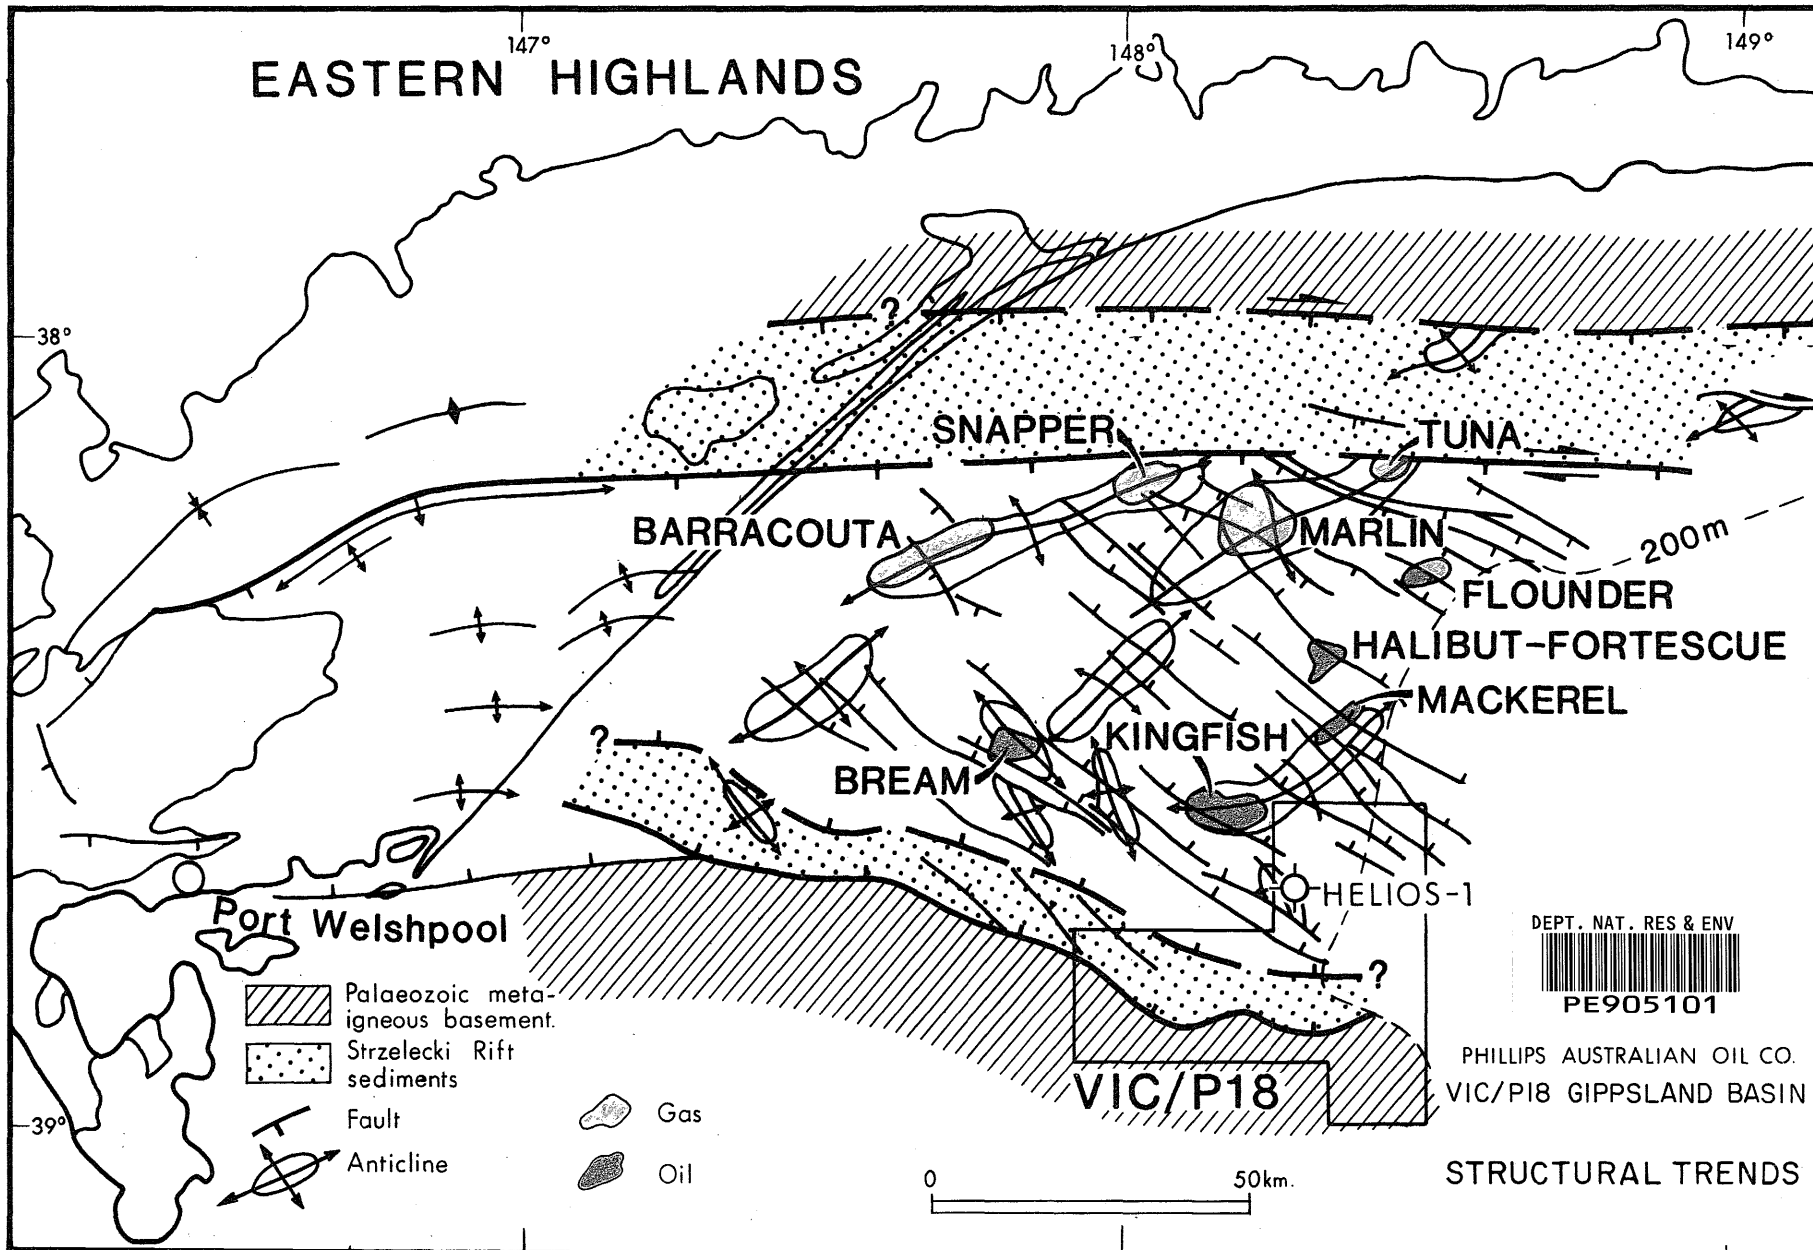 147°
148°
149°
EASTERN HIGHLANDS
?
38°
SNAPPER
TUNA
BARRACOUTA
MARLIN
200m
FLOUNDER
HALIBUT-FORTESCUE
MACKEREL
?
KINGFISH
BREAM
HELIOS-1
Port Welshpool
DEPT. NAT. RES & ENV
PE905101
?
Palaeozoic meta-
igneous basement.
Strzelecki Rift
sediments
PHILLIPS AUSTRALIAN OIL CO.
VIC/P18
VIC/P18 GIPPSLAND BASIN
39°
Fault
Gas
Anticline
Oil
0 50km.
STRUCTURAL TRENDS